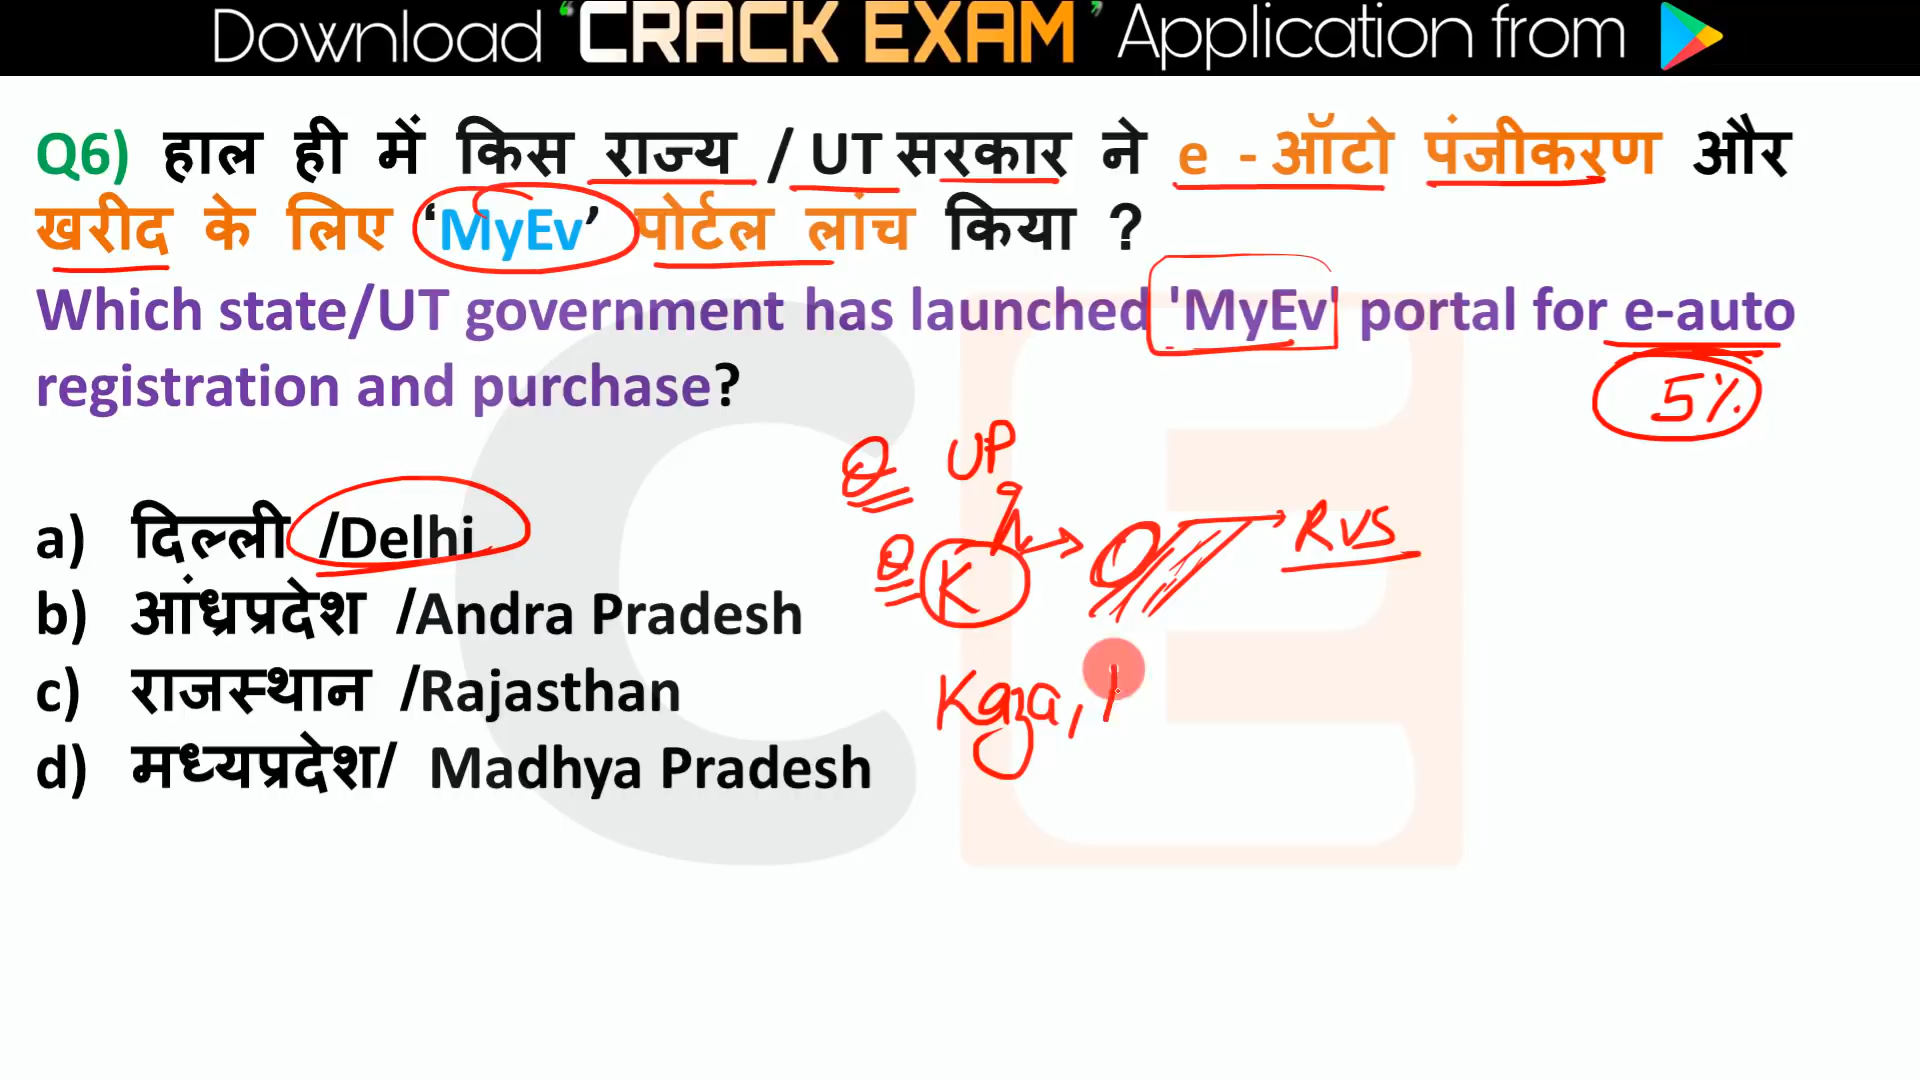 Download ‘CRACK EXAM’ Application from
Q6) हाल ही में किस राज्य / UT सरकार ने e - ऑटो पंजीकरण और
खरीद के लिए ‘MyEv’ पोर्टल लांच किया ?
Which state/UT government has launched 'MyEv' portal for e-auto
registration and purchase?
5%
Q UP
a) दिल्ली /Delhi
RVS
Q K
b) आंध्रप्रदेश /Andra Pradesh
c) राजस्थान /Rajasthan
Kaza,
d) मध्यप्रदेश/ Madhya Pradesh